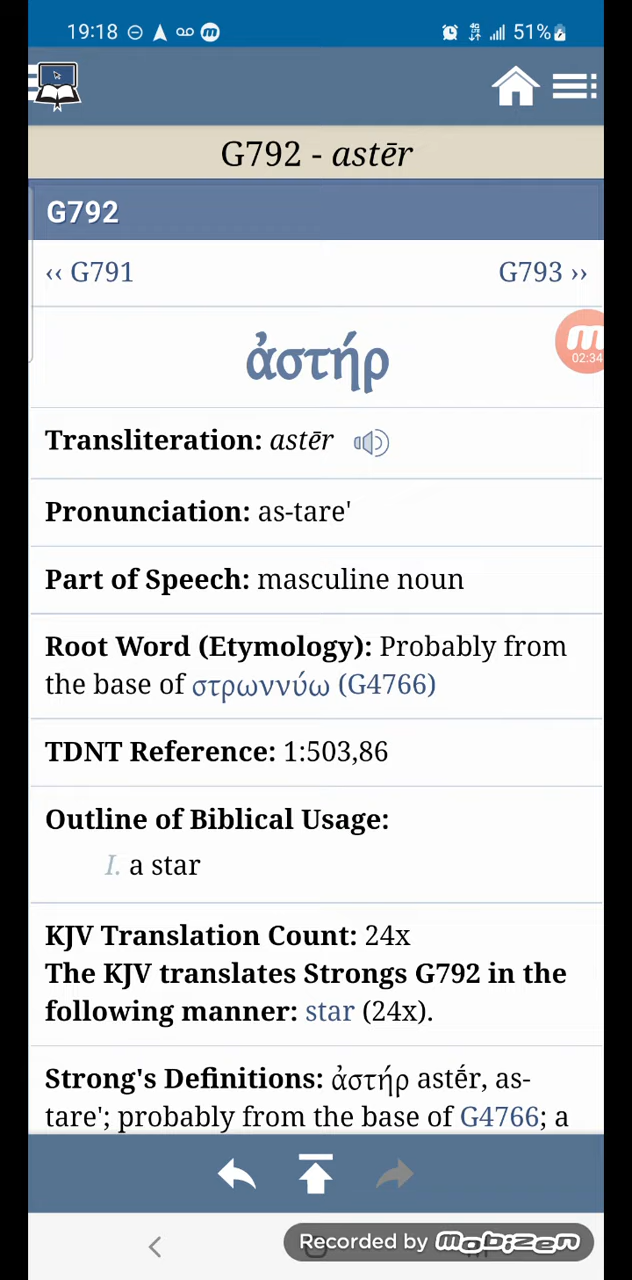 19:18 4G 51%
G792 - astēr
G792
‹‹ G791 G793 ››
ἀστήρ
m
02:34
Transliteration: astēr
Pronunciation: as-tare'
Part of Speech: masculine noun
Root Word (Etymology): Probably from
the base of στρωννύω (G4766)
TDNT Reference: 1:503,86
Outline of Biblical Usage:
I. a star
KJV Translation Count: 24x
The KJV translates Strongs G792 in the
following manner: star (24x).
Strong's Definitions: ἀστήρ astḗr, as-
tare'; probably from the base of G4766; a
Recorded by mobizen